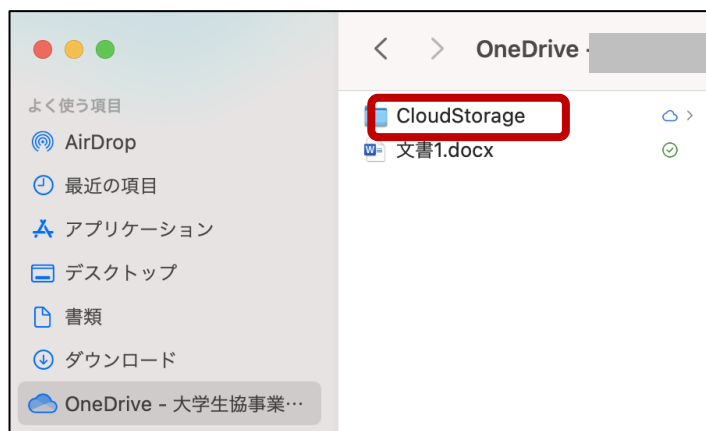 よく使う項目
AirDrop
最近の項目
アプリケーション
デスクトップ
書類
ダウンロード
OneDrive - 大学生協事業…
OneDrive -
CloudStorage
文書1.docx